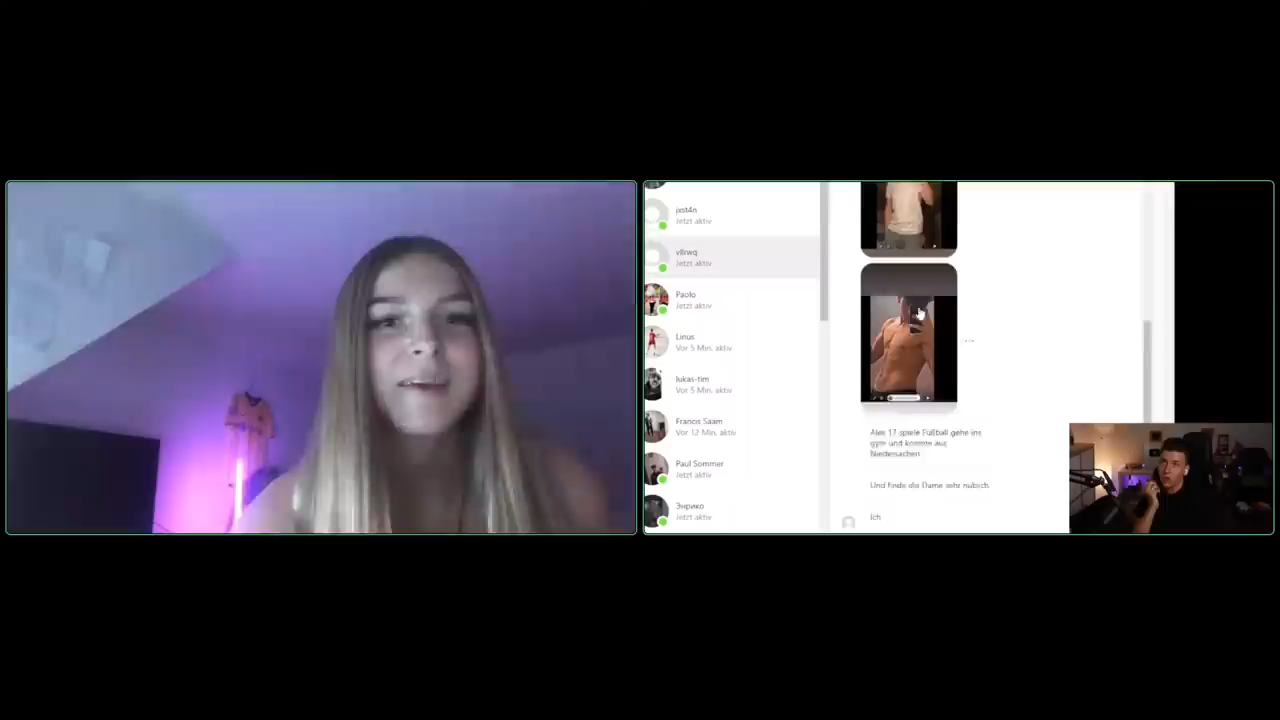 jxst4n
Jetzt aktiv
vllrwq
Jetzt aktiv
Paolo
Jetzt aktiv
Linus
Vor 5 Min. aktiv
lukas-tim
Vor 5 Min. aktiv
Francis Saam
Vor 12 Min. aktiv
Paul Sommer
Jetzt aktiv
Энрико
Jetzt aktiv
Alex 17 spiele Fußball gehe ins
gym und komme aus
Niedersachen
Und finde die Dame sehr hübsch.
Ich